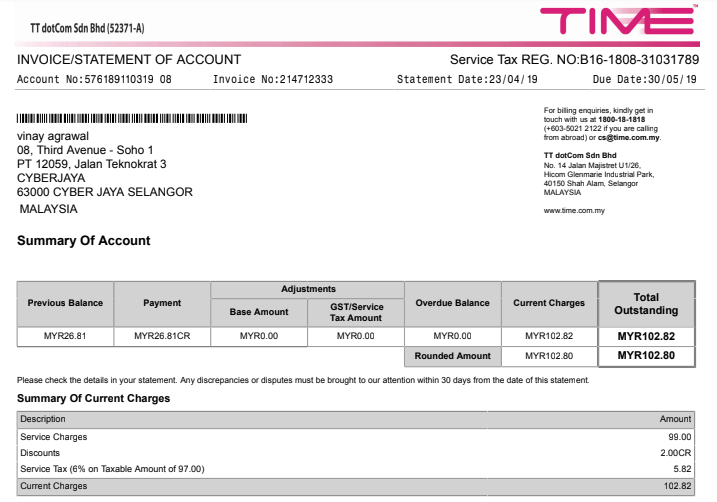 TT dotCom Sdn Bhd (52371-A)
TIME™
INVOICE/STATEMENT OF ACCOUNT
Service Tax REG. NO:B16-1808-31031789
Account No:576189110319 08 Invoice No:214712333 Statement Date:23/04/19 Due Date:30/05/19
For billing enquiries, kindly get in
touch with us at 1800-18-1818
(+603-5021 2122 if you are calling
from abroad) or cs@time.com.my.
vinay agrawal
08, Third Avenue - Soho 1
PT 12059, Jalan Teknokrat 3
CYBERJAYA
63000 CYBER JAYA SELANGOR
MALAYSIA
TT dotCom Sdn Bhd
No. 14 Jalan Majistret U1/26,
Hicom Glenmarie Industrial Park,
40150 Shah Alam, Selangor
MALAYSIA
www.time.com.my
Summary Of Account
Previous Balance Payment Adjustments Overdue Balance Current Charges Total Outstanding
Base Amount GST/Service Tax Amount
MYR26.81 MYR26.81CR MYR0.00 MYR0.00 MYR0.00 MYR102.82 MYR102.82
Rounded Amount MYR102.80 MYR102.80
Please check the details in your statement. Any discrepancies or disputes must be brought to our attention within 30 days from the date of this statement.
Summary Of Current Charges
Description Amount
Service Charges 99.00
Discounts 2.00CR
Service Tax (6% on Taxable Amount of 97.00) 5.82
Current Charges 102.82